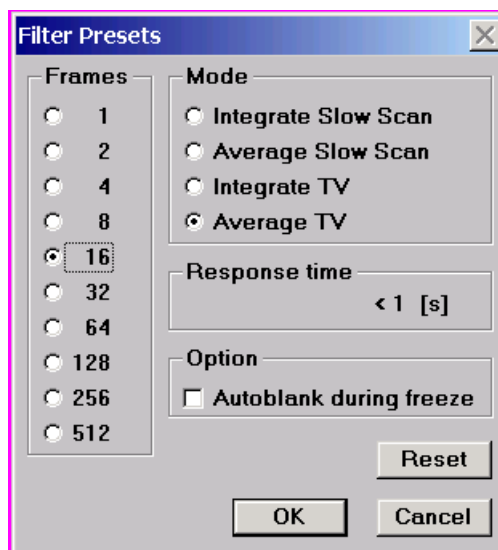 Filter Presets
Frames
1
2
4
8
16
32
64
128
256
512
Mode
Integrate Slow Scan
Average Slow Scan
Integrate TV
Average TV
Response time
< 1 [s]
Option
Autoblank during freeze
Reset
OK
Cancel